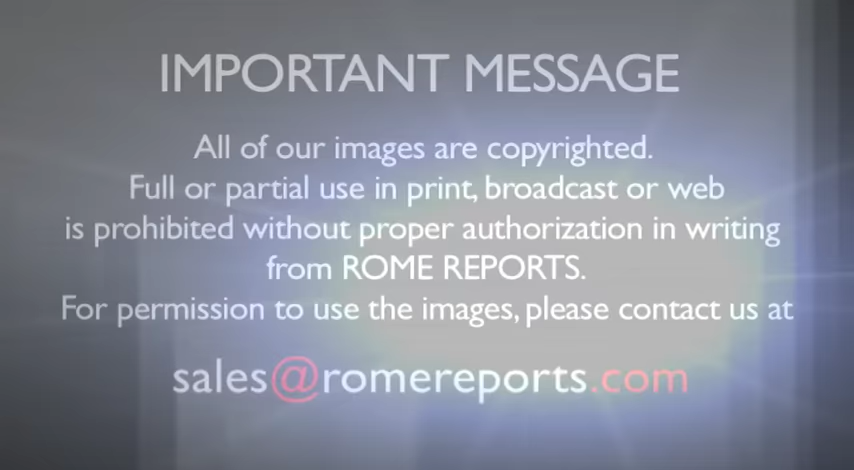 IMPORTANT MESSAGE
All of our images are copyrighted.
Full or partial use in print, broadcast or web
is prohibited without proper authorization in writing
from ROME REPORTS.
For permission to use the images, please contact us at
sales@romereports.com